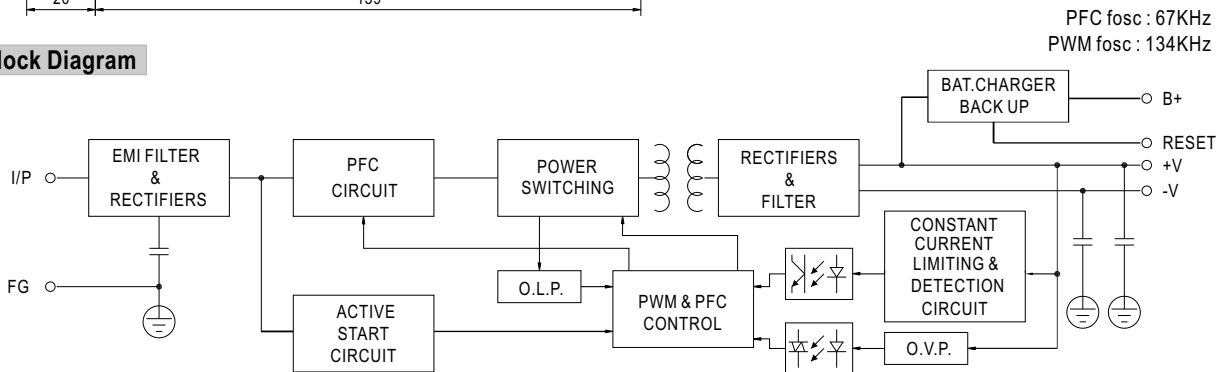 20
PFC fosc : 67KHz
PWM fosc : 134KHz
lock Diagram
BAT.CHARGER
BACK UP
B+
RESET
EMI FILTER
&
RECTIFIERS
PFC
CIRCUIT
POWER
SWITCHING
RECTIFIERS
&
FILTER
I/P
+V
-V
CONSTANT
CURRENT
LIMITING &
DETECTION
CIRCUIT
FG
O.L.P.
PWM & PFC
CONTROL
ACTIVE
START
CIRCUIT
O.V.P.